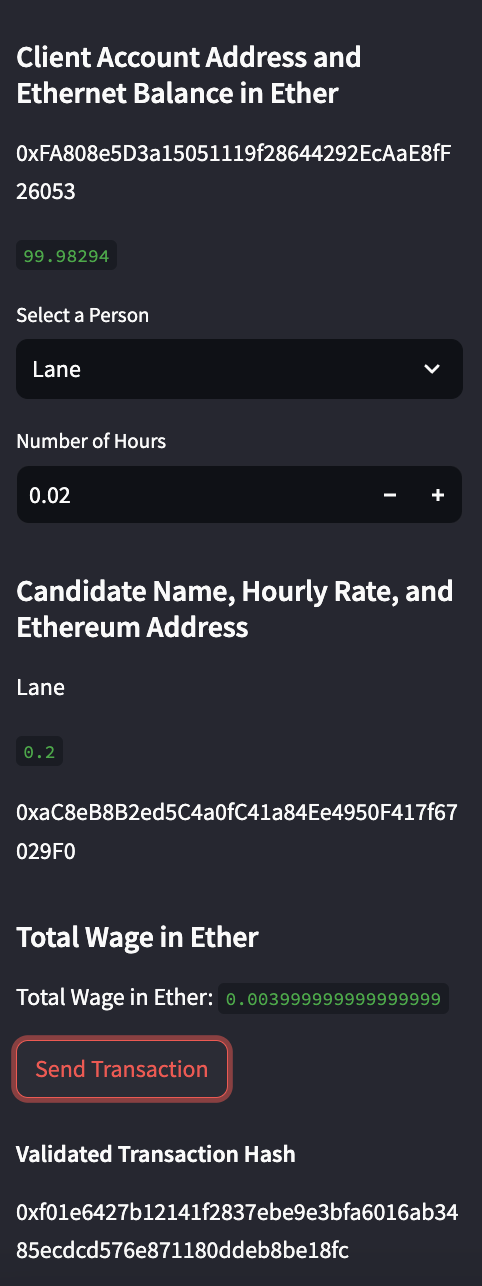 Client Account Address and
Ethernet Balance in Ether
0xFA808e5D3a15051119f28644292EcAaE8fF
26053
99.98294
Select a Person
Lane
Number of Hours
0.02
Candidate Name, Hourly Rate, and
Ethereum Address
Lane
0.2
0xaC8eB8B2ed5C4a0fC41a84Ee4950F417f67
029F0
Total Wage in Ether
Total Wage in Ether: 0.003999999999999999
Send Transaction
Validated Transaction Hash
0xf01e6427b12141f2837ebe9e3bfa6016ab34
85ecdcd576e871180ddeb8be18fc